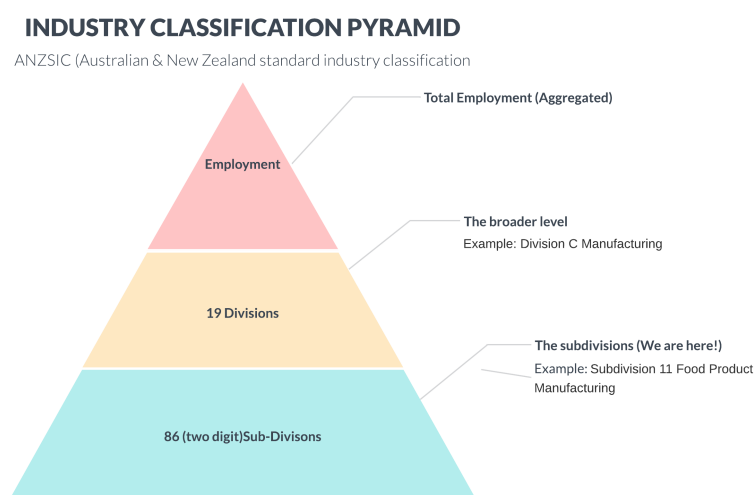 INDUSTRY CLASSIFICATION PYRAMID
ANZSIC (Australian & New Zealand standard industry classification
Total Employment (Aggregated)
Employment
The broader level
Example: Division C Manufacturing
19 Divisions
The subdivisions (We are here!)
Example: Subdivision 11 Food Product
Manufacturing
86 (two digit)Sub-Divisons